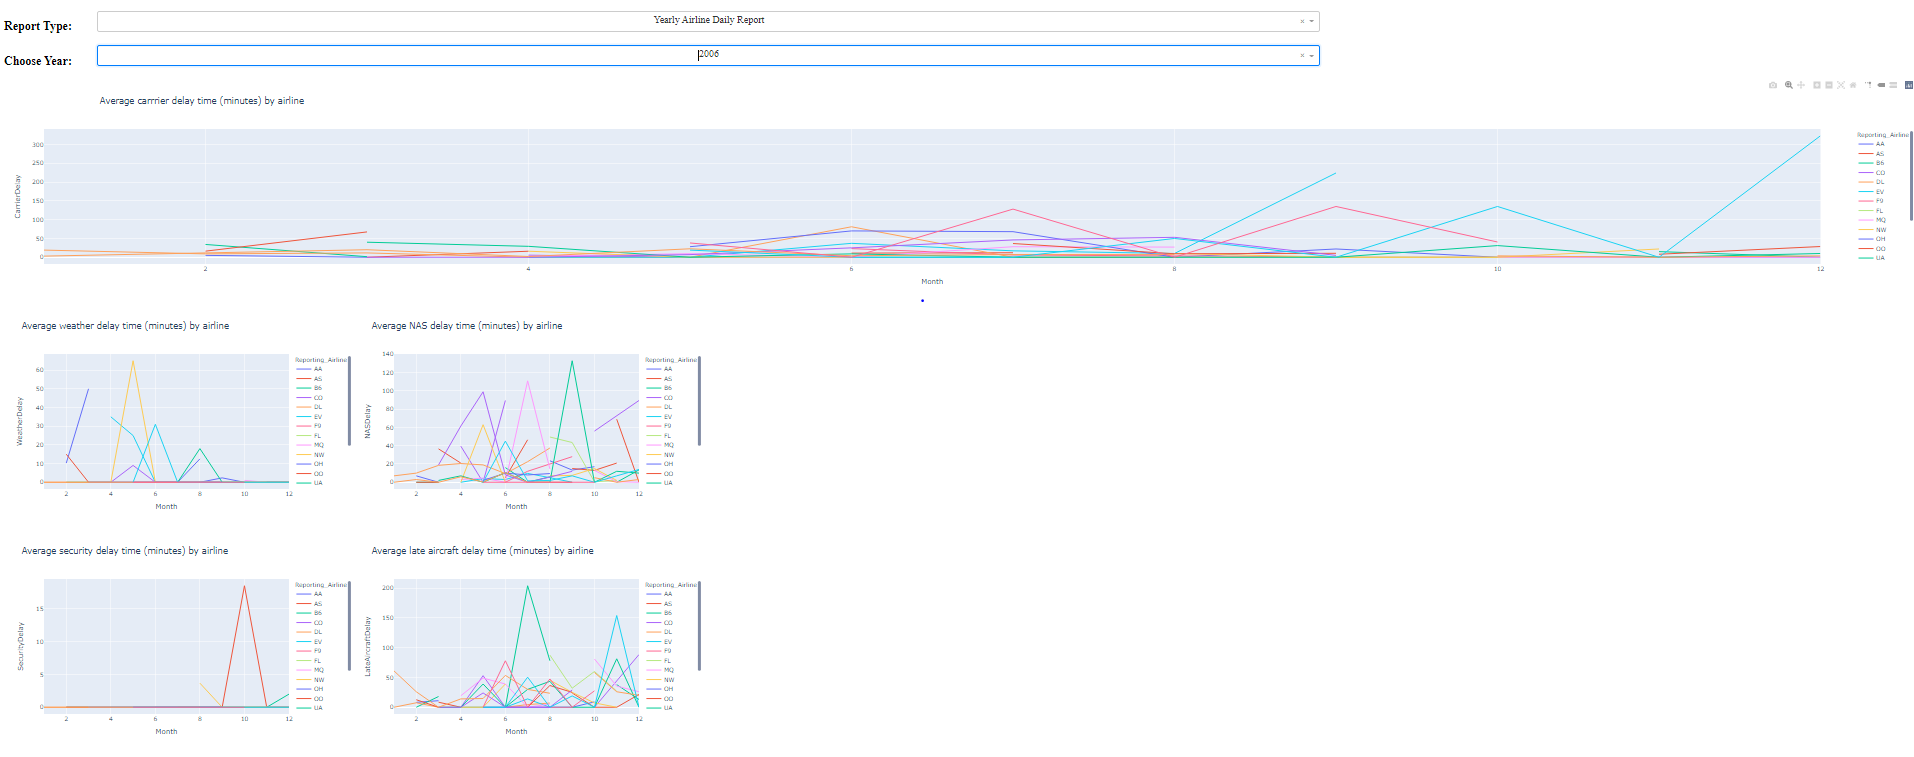 Report Type:
Yearly Airline Daily Report
Choose Year:
2006
Average carrrier delay time (minutes) by airline
CarrierDelay
300
250
200
150
100
50
0
2 4 6 8 10 12
Month
Reporting_Airline
AA
AS
B6
CO
DL
EV
F9
FL
MQ
NW
OH
OO
UA
Average weather delay time (minutes) by airline
WeatherDelay
60
50
40
30
20
10
0
2 4 6 8 10 12
Month
Reporting_Airline
AA
AS
B6
CO
DL
EV
F9
FL
MQ
NW
OH
OO
UA
Average NAS delay time (minutes) by airline
NASDelay
140
120
100
80
60
40
20
0
2 4 6 8 10 12
Month
Reporting_Airline
AA
AS
B6
CO
DL
EV
F9
FL
MQ
NW
OH
OO
UA
Average security delay time (minutes) by airline
SecurityDelay
15
10
5
0
2 4 6 8 10 12
Month
Reporting_Airline
AA
AS
B6
CO
DL
EV
F9
FL
MQ
NW
OH
OO
UA
Average late aircraft delay time (minutes) by airline
LateAircraftDelay
200
150
100
50
0
2 4 6 8 10 12
Month
Reporting_Airline
AA
AS
B6
CO
DL
EV
F9
FL
MQ
NW
OH
OO
UA